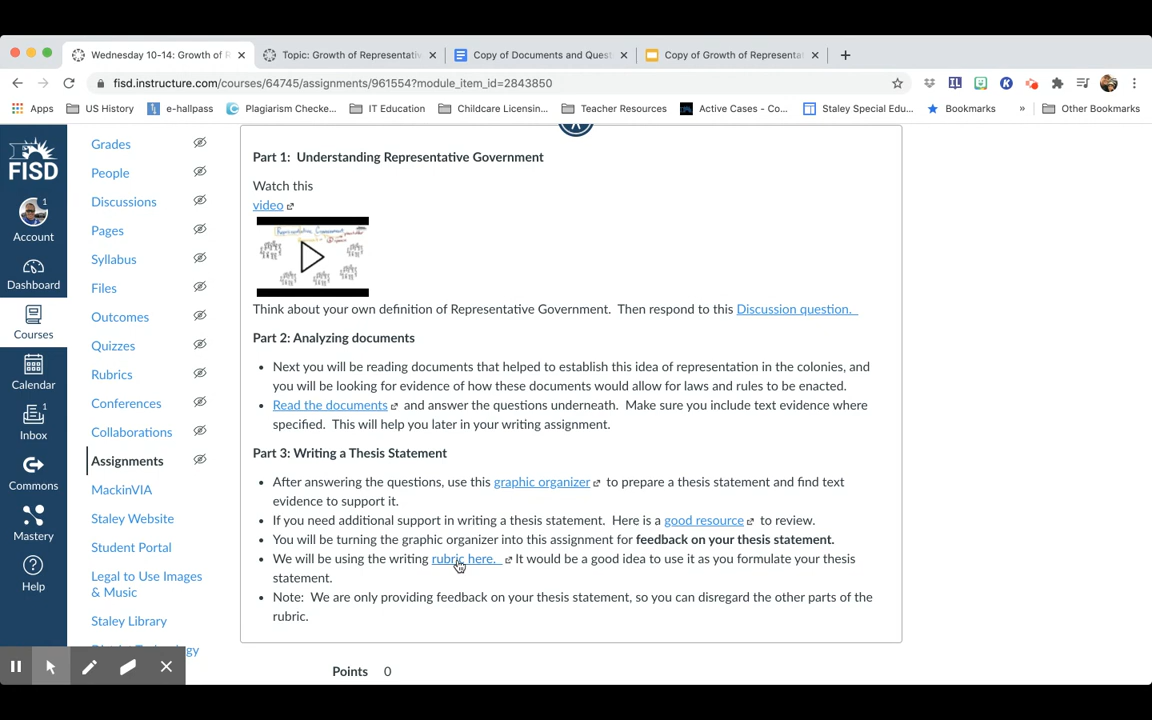 Wednesday 10-14: Growth of R
Topic: Growth of Representativ
Copy of Documents and Quest
Copy of Growth of Representat
fisd.instructure.com/courses/64745/assignments/961554?module_item_id=2843850
Apps
US History
e-hallpass
Plagiarism Checke...
IT Education
Childcare Licensin...
Teacher Resources
Active Cases - Co...
Staley Special Edu...
Bookmarks
»
Other Bookmarks
FISD
1
Account
Dashboard
Courses
Calendar
1
Inbox
Commons
Mastery
Help
Grades
People
Discussions
Pages
Syllabus
Files
Outcomes
Quizzes
Rubrics
Conferences
Collaborations
Assignments
MackinVIA
Staley Website
Student Portal
Legal to Use Images
& Music
Staley Library
Part 1:  Understanding Representative Government
Watch this
video
Think about your own definition of Representative Government.  Then respond to this Discussion question.
Part 2: Analyzing documents
• Next you will be reading documents that helped to establish this idea of representation in the colonies, and
you will be looking for evidence of how these documents would allow for laws and rules to be enacted.
• Read the documents and answer the questions underneath.  Make sure you include text evidence where
specified.  This will help you later in your writing assignment.
Part 3: Writing a Thesis Statement
• After answering the questions, use this graphic organizer to prepare a thesis statement and find text
evidence to support it.
• If you need additional support in writing a thesis statement.  Here is a good resource to review.
• You will be turning the graphic organizer into this assignment for feedback on your thesis statement.
• We will be using the writing rubric here. It would be a good idea to use it as you formulate your thesis
statement.
• Note:  We are only providing feedback on your thesis statement, so you can disregard the other parts of the
rubric.
Points 0